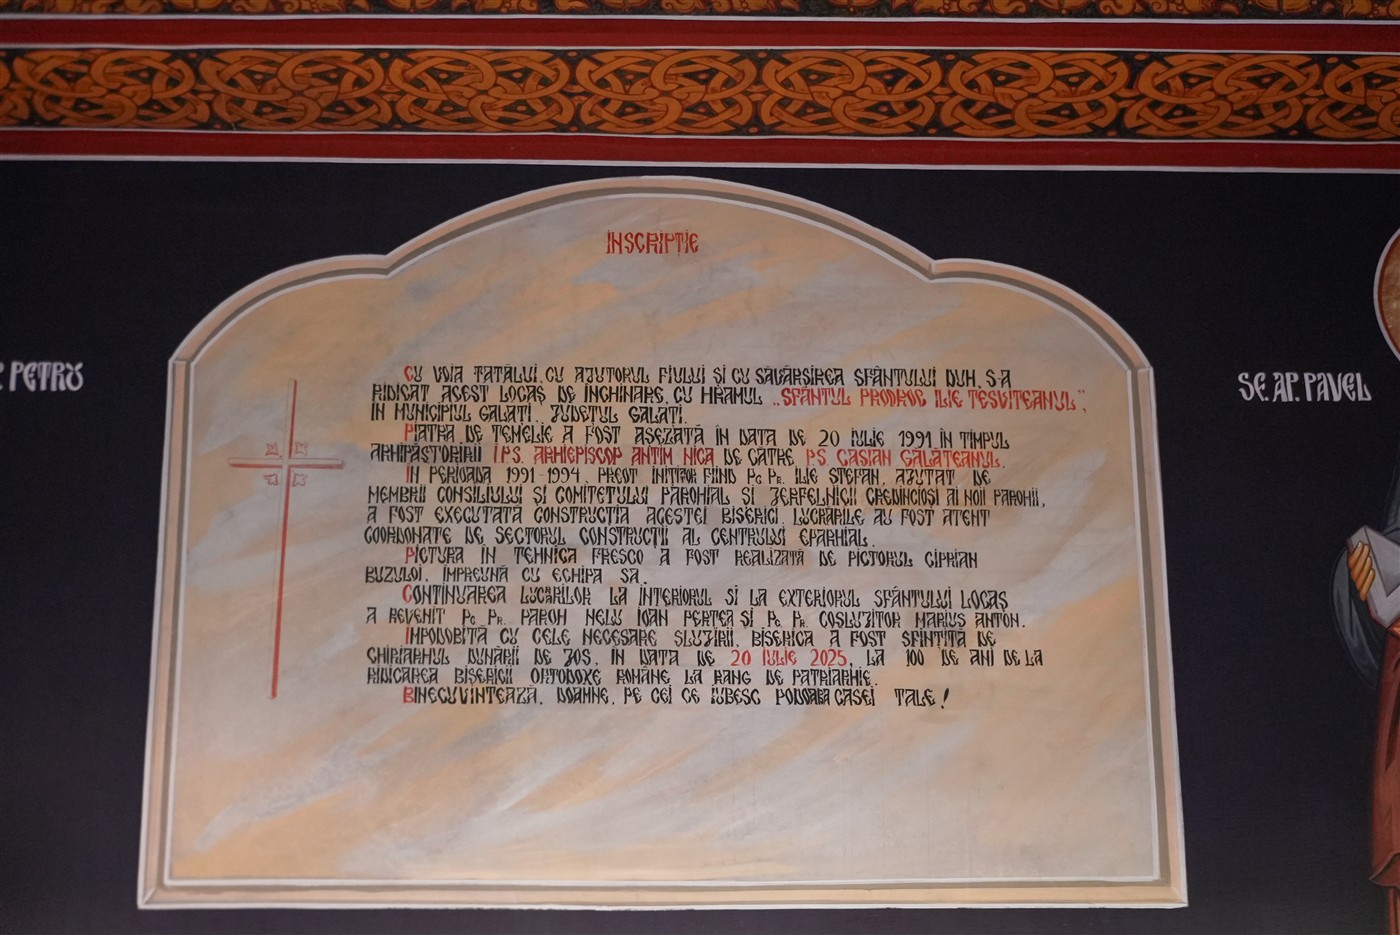 INSCRIPȚIE
PETRU
SF. AP. PAVEL
CU VOIA TATĂLUI, CU AJUTORUL FIULUI ȘI CU SĂVÂRȘIREA SFÂNTULUI DUH, S-A
RIDICAT ACEST LOCAȘ DE ÎNCHINARE, CU HRAMUL „SFÂNTUL PROOROC ILIE TESVITEANUL",
ÎN MUNICIPIUL GALAȚI, JUDEȚUL GALAȚI.
PIATRA DE TEMELIE A FOST AȘEZATĂ ÎN DATA DE 20 IULIE 1991 ÎN TIMPUL
ARHIPĂSTORIRII Î.P.S. ARHIEPISCOP ANTIM NICA DE CĂTRE P.S. CASIAN GĂLĂȚEANUL.
ÎN PERIOADA 1991-1994, PREOT INIȚIATOR FIIND PC. PR. ILIE ȘTEFAN, AJUTAT DE
MEMBRII CONSILIULUI ȘI COMITETULUI PAROHIAL ȘI ZERFELNICII CREDINCIOȘI AI NOII PAROHII,
A FOST EXECUTATĂ CONSTRUCȚIA ACESTEI BISERICI. LUCRĂRILE AU FOST ATENT
COORDONATE DE SECTORUL CONSTRUCȚII AL CENTRULUI EPARHIAL.
PICTURA ÎN TEHNICA FRESCO A FOST REALIZATĂ DE PICTORUL CIPRIAN
BUZULOI, ÎMPREUNĂ CU ECHIPA SA.
CONTINUAREA LUCRĂRILOR LA INTERIORUL ȘI LA EXTERIORUL SFÂNTULUI LOCAȘ
A REVENIT PC. PR. PAROH NELU IOAN PERTEA ȘI PC. PR. COSLUJITOR MARIUS ANTON.
ÎMPODOBITĂ CU CELE NECESARE SLUJIRII, BISERICA A FOST SFINȚITĂ DE
CHIRIARHUL DUNĂRII DE JOS, ÎN DATA DE 20 IULIE 2025, LA 100 DE ANI DE LA
RIDICAREA BISERICII ORTODOXE ROMÂNE LA RANG DE PATRIARHIE.
BINECUVINTEAZĂ, DOAMNE, PE CEI CE IUBESC PODOABA CASEI TALE!